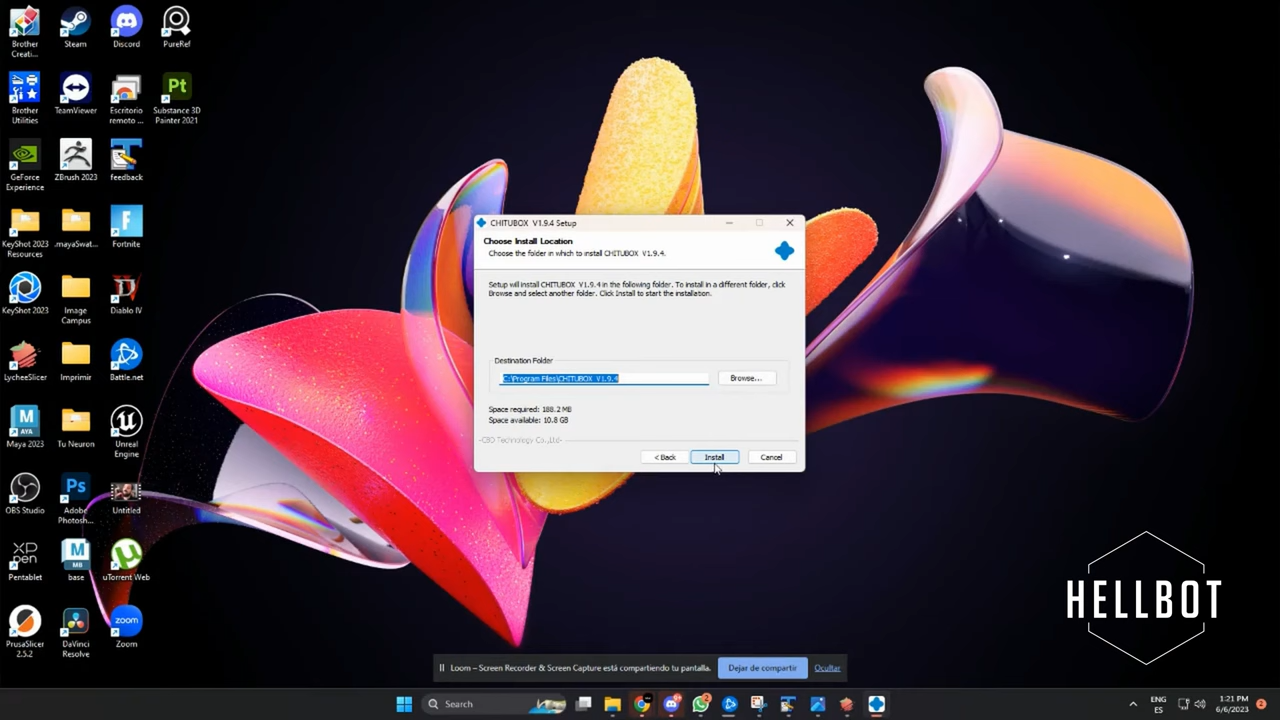 Brother
Creati...
Steam
Discord
PureRef
Brother
Utilities
TeamViewer
Escritorio
remoto ...
Pt
Substance 3D
Painter 2021
GeForce
Experience
ZBrush 2023
feedback
KeyShot 2023
Resources
.mayaSwat...
Fortnite
KeyShot 2023
Image
Campus
Diablo IV
LycheeSlicer
Imprimir
Battle.net
M
AYA
Maya 2023
Tu Neuron
Unreal
Engine
OBS Studio
Ps
Adobe
Photosh...
Untitled
XP
PEN
Pentablet
M
MB
base
uTorrent Web
PrusaSlicer
2.5.2
DaVinci
Resolve
zoom
Zoom
CHITUBOX V1.9.4 Setup
Choose Install Location
Choose the folder in which to install CHITUBOX V1.9.4.
Setup will install CHITUBOX V1.9.4 in the following folder. To install in a different folder, click
Browse and select another folder. Click Install to start the installation.
Destination Folder
C:\Program Files\CHITUBOX V1.9.4
Browse...
Space required: 188.2 MB
Space available: 10.8 GB
-CBD Technology Co.,Ltd-
< Back
Install
Cancel
HELLBOT
Loom – Screen Recorder & Screen Capture está compartiendo tu pantalla.
Dejar de compartir
Ocultar
Search
ENG
ES
1:21 PM
6/6/2023
2